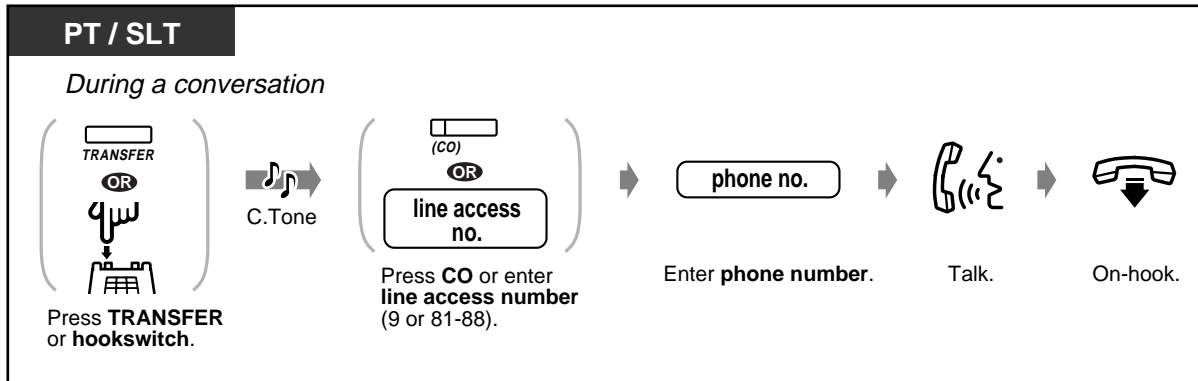 PT / SLT
During a conversation
TRANSFER
OR
Press TRANSFER
or hookswitch.
C.Tone
(CO)
OR
line access
no.
Press CO or enter
line access number
(9 or 81-88).
phone no.
Enter phone number.
Talk.
On-hook.